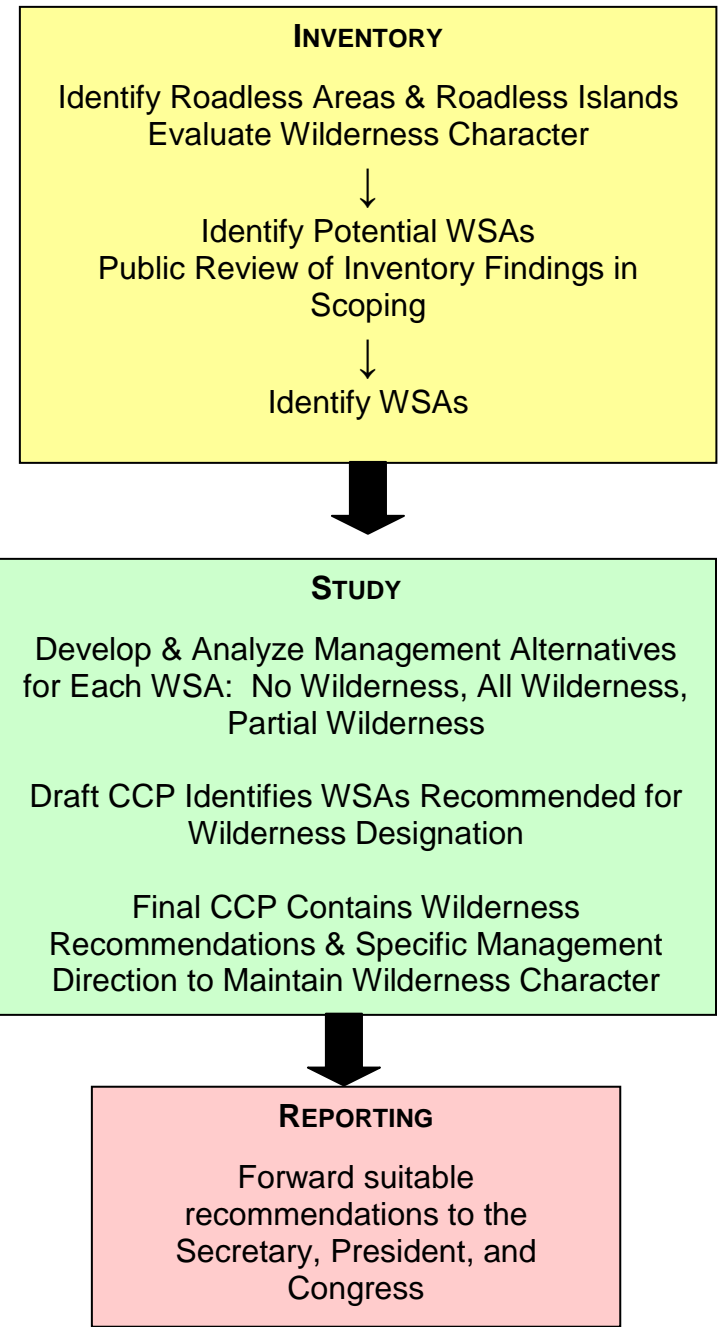 INVENTORY
Identify Roadless Areas & Roadless Islands
Evaluate Wilderness Character
↓
Identify Potential WSAs
Public Review of Inventory Findings in
Scoping
↓
Identify WSAs
STUDY
Develop & Analyze Management Alternatives
for Each WSA: No Wilderness, All Wilderness,
Partial Wilderness
Draft CCP Identifies WSAs Recommended for
Wilderness Designation
Final CCP Contains Wilderness
Recommendations & Specific Management
Direction to Maintain Wilderness Character
REPORTING
Forward suitable
recommendations to the
Secretary, President, and
Congress